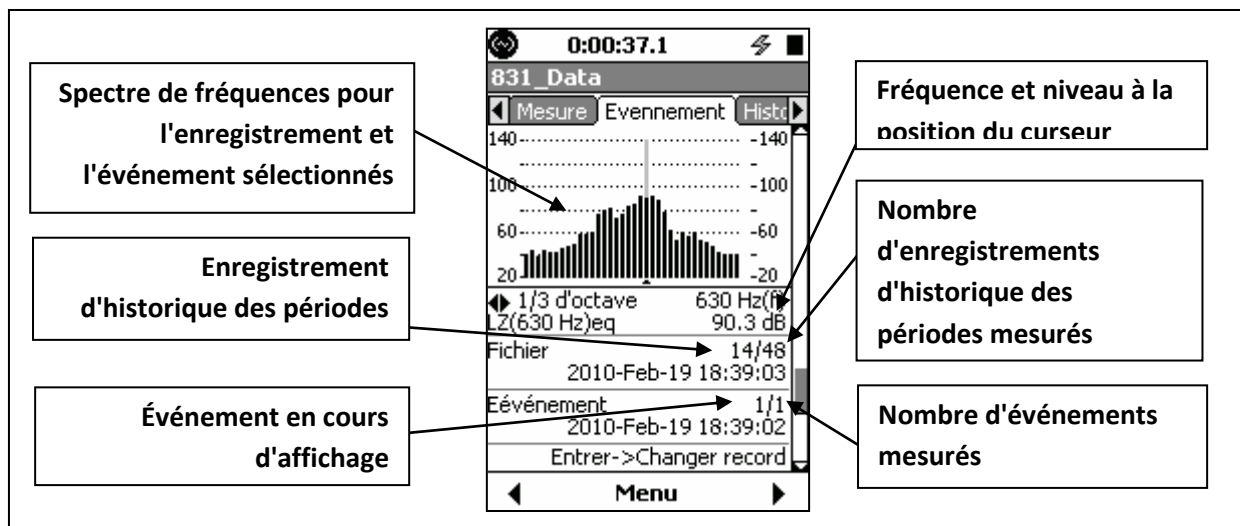 Spectre de fréquences pour
l'enregistrement et
l'événement sélectionnés
Enregistrement
d'historique des périodes
Événement en cours
d'affichage
0:00:37.1
831_Data
Mesure Evennement Histo
140 -140
100 -100
60 -60
20 -20
1/3 d'octave 630 Hz(f)
LZ(630 Hz)eq 90.3 dB
Fichier 14/48
2010-Feb-19 18:39:03
Eévénement 1/1
2010-Feb-19 18:39:02
Entrer->Changer record
Menu
Fréquence et niveau à la
position du curseur
Nombre
d'enregistrements
d'historique des
périodes mesurés
Nombre d'événements
mesurés